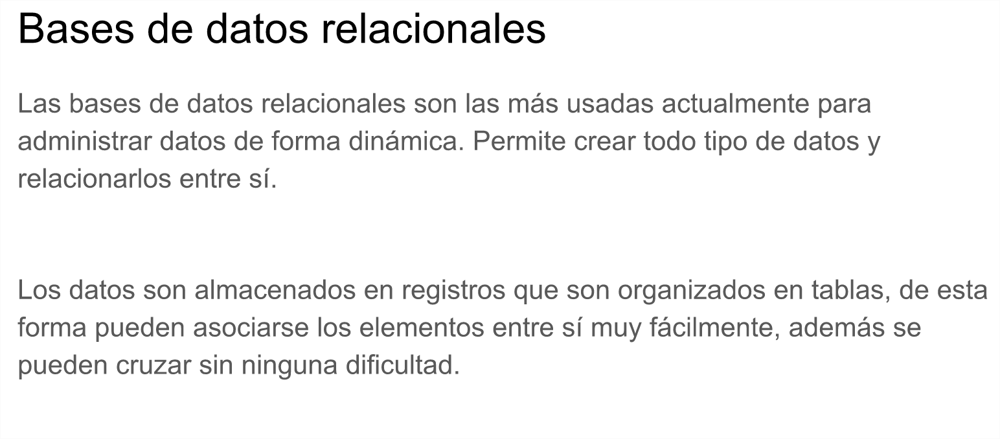 Bases de datos relacionales
Las bases de datos relacionales son las más usadas actualmente para
administrar datos de forma dinámica. Permite crear todo tipo de datos y
relacionarlos entre sí.
Los datos son almacenados en registros que son organizados en tablas, de esta
forma pueden asociarse los elementos entre sí muy fácilmente, además se
pueden cruzar sin ninguna dificultad.